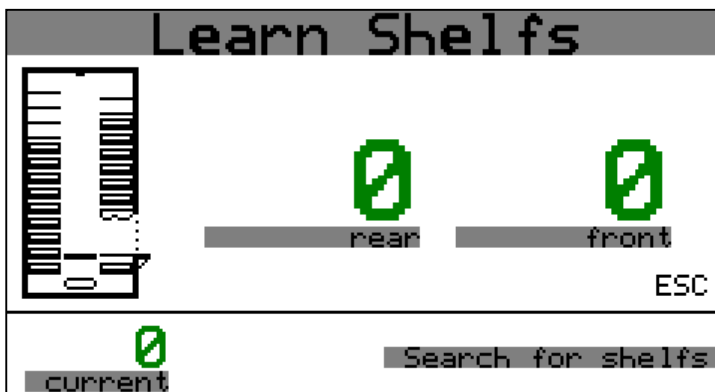 Learn Shelfs
0 0
rear front
ESC
0
current Search for shelfs